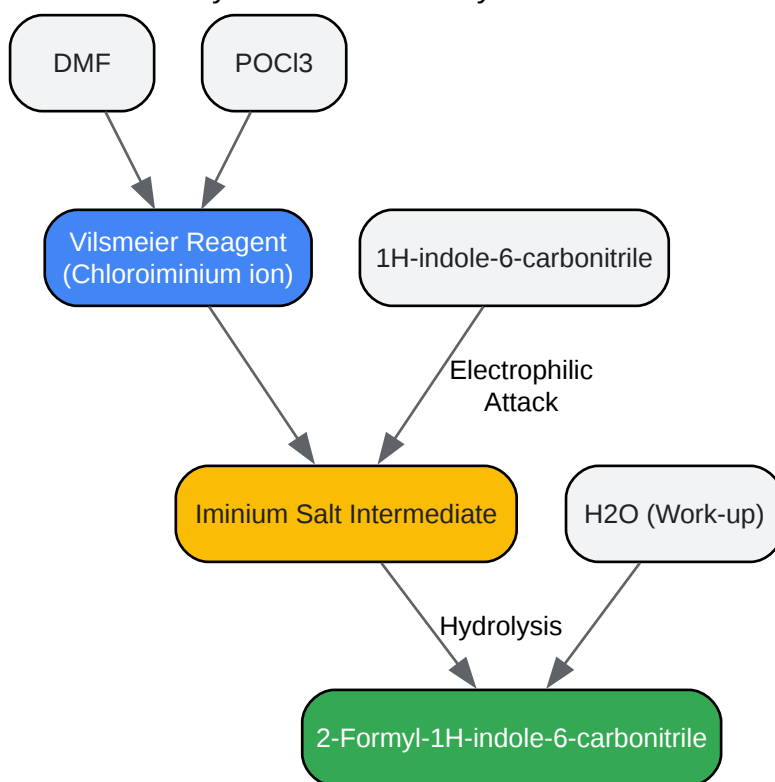 DMF
POCl3
Vilsmeier Reagent
(Chloroiminium ion)
1H-indole-6-carbonitrile
Electrophilic
Attack
Iminium Salt Intermediate
H2O (Work-up)
Hydrolysis
2-Formyl-1H-indole-6-carbonitrile